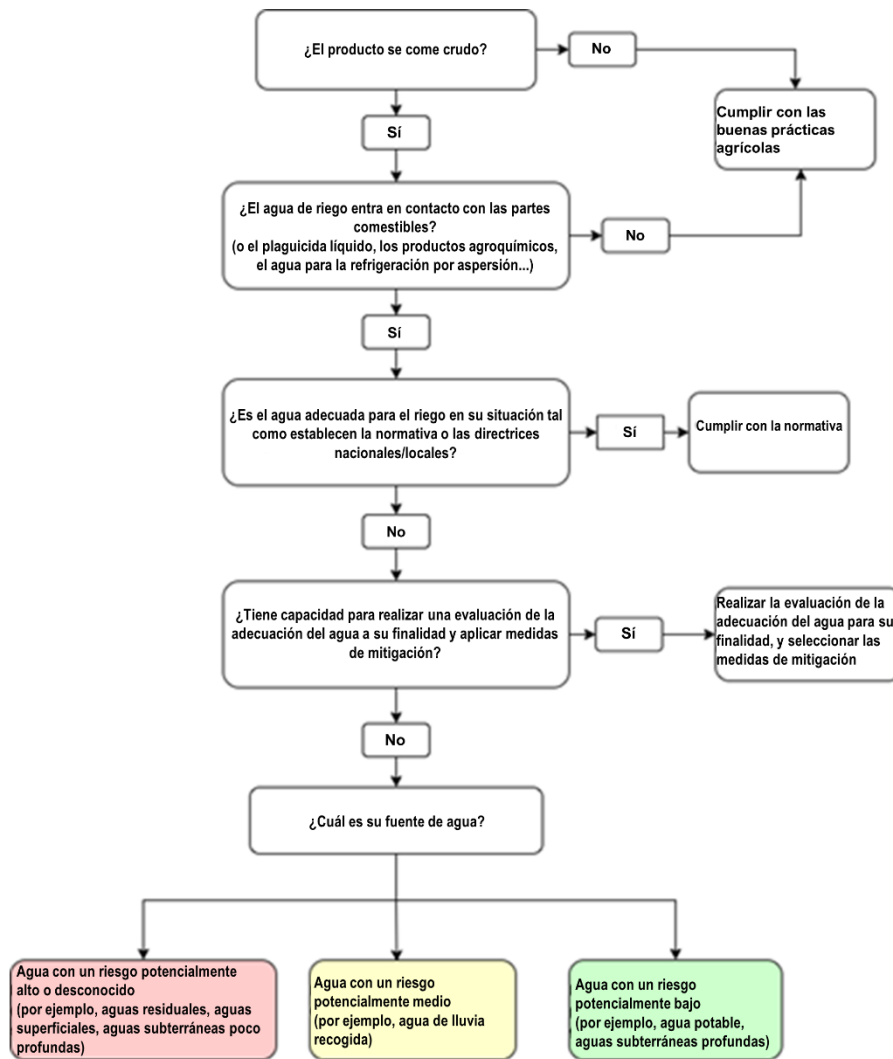 ¿El producto se come crudo?
No
Cumplir con las
buenas prácticas
agrícolas
Sí
¿El agua de riego entra en contacto con las partes
comestibles?
(o el plaguicida líquido, los productos agroquímicos,
el agua para la refrigeración por aspersión...)
No
Sí
¿Es el agua adecuada para el riego en su situación tal
como establecen la normativa o las directrices
nacionales/locales?
Sí
Cumplir con la normativa
No
¿Tiene capacidad para realizar una evaluación de la
adecuación del agua a su finalidad y aplicar medidas
de mitigación?
Sí
Realizar la evaluación de la
adecuación del agua para su
finalidad, y seleccionar las
medidas de mitigación
No
¿Cuál es su fuente de agua?
Agua con un riesgo potencialmente
alto o desconocido
(por ejemplo, aguas residuales, aguas
superficiales, aguas subterráneas poco
profundas)
Agua con un riesgo
potencialmente medio
(por ejemplo, agua de lluvia
recogida)
Agua con un riesgo
potencialmente bajo
(por ejemplo, agua potable,
aguas subterráneas profundas)